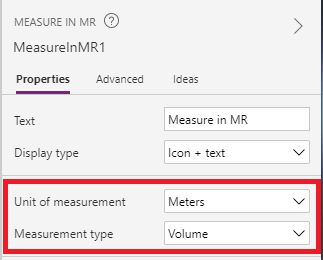 MEASURE IN MR
MeasureInMR1
Properties Advanced Ideas
Text Measure in MR
Display type Icon + text
Unit of measurement Meters
Measurement type Volume